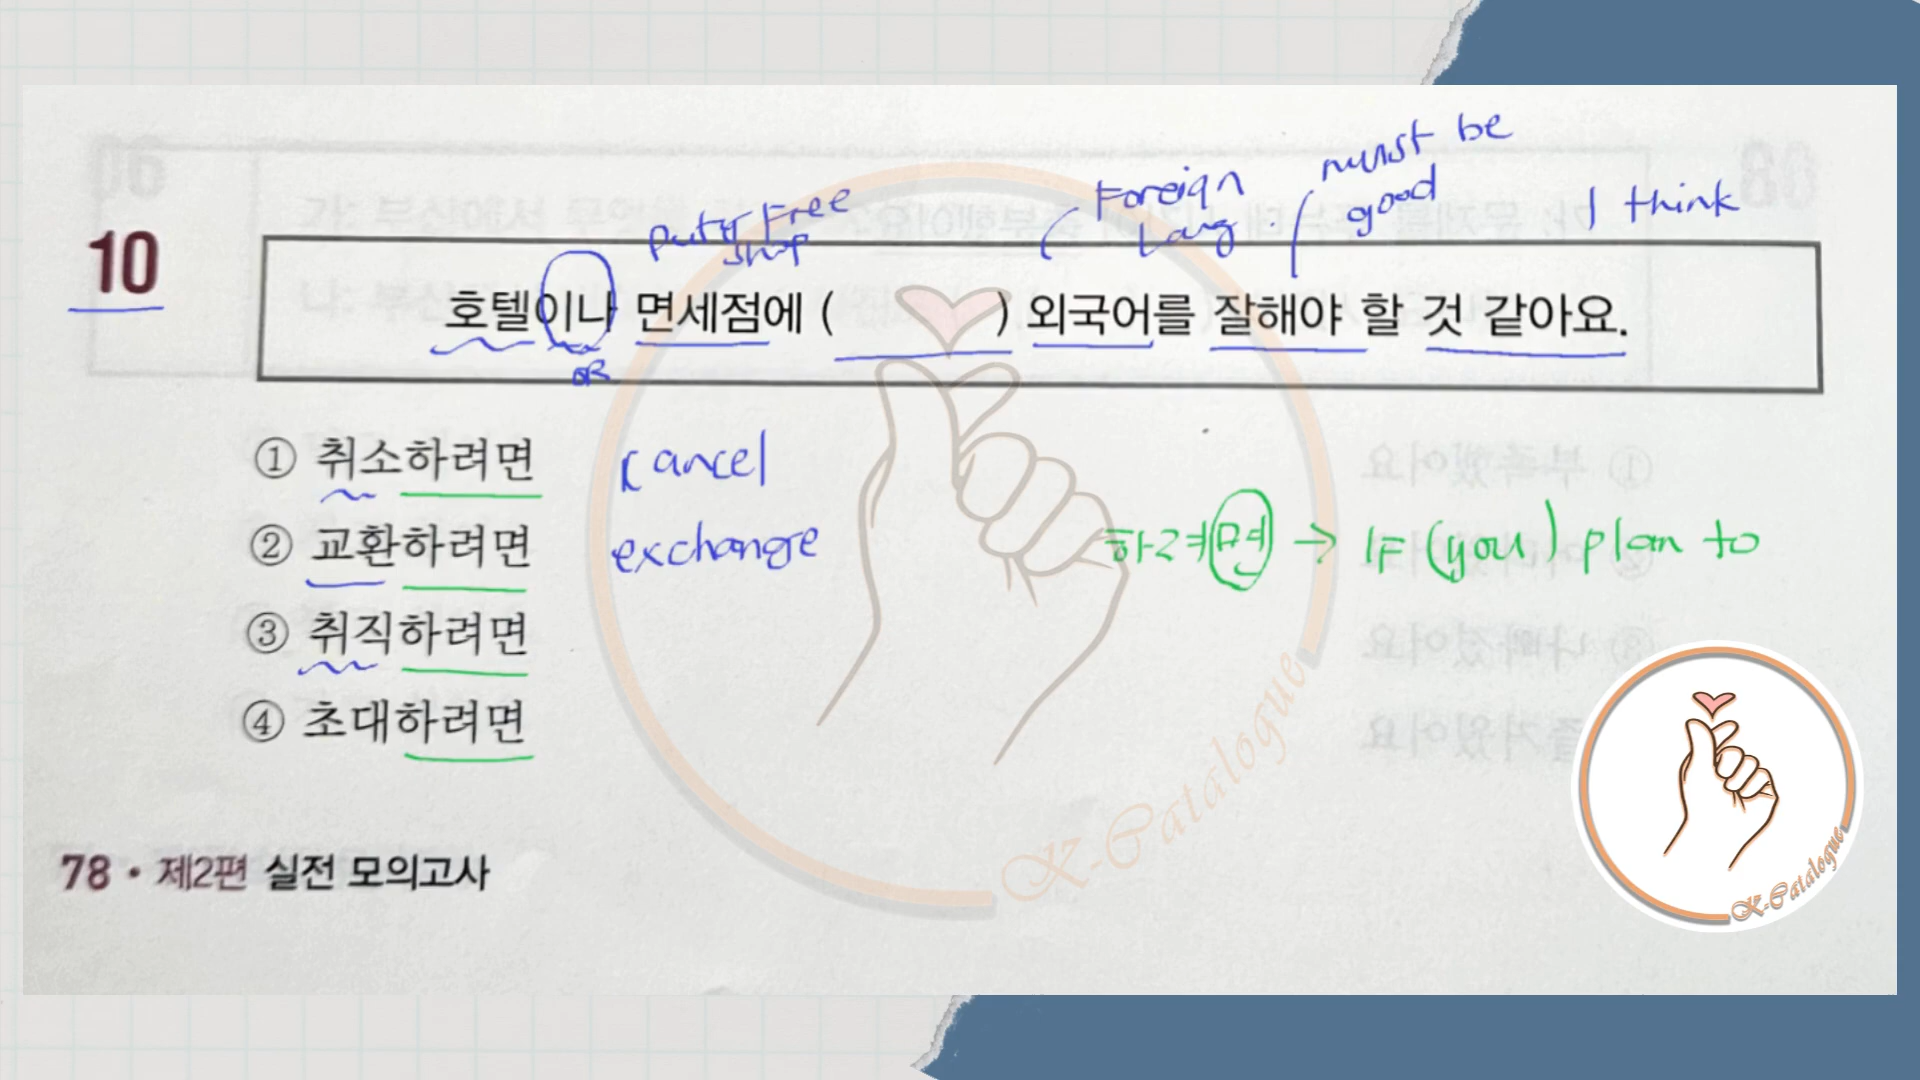 must be
Foreign good I think
Duty Free Lang.
shop
10
호텔이나 면세점에 ( ) 외국어를 잘해야 할 것 같아요.
OR
① 취소하려면 cancel
② 교환하려면 exchange 하려면 → IF (you) plan to
③ 취직하려면
④ 초대하려면
78 • 제2편 실전 모의고사
K-Catalogue
K-Catalogue